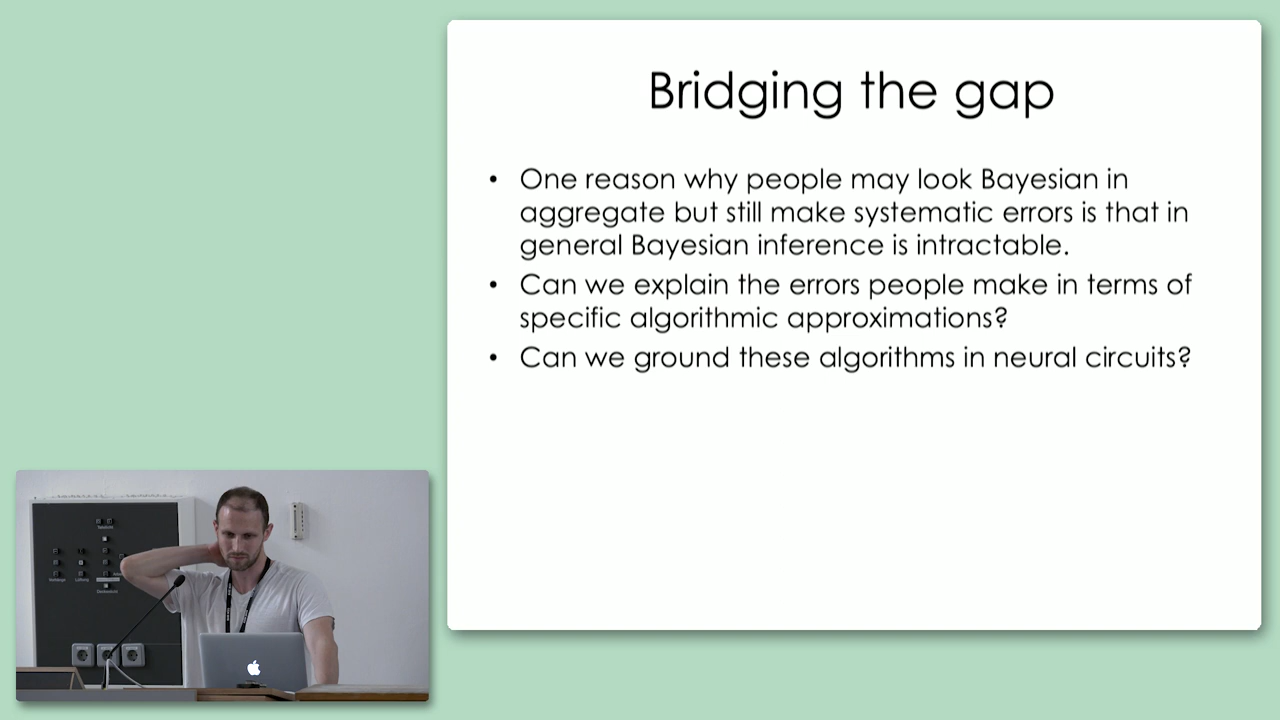 Bridging the gap
• One reason why people may look Bayesian in
aggregate but still make systematic errors is that in
general Bayesian inference is intractable.
• Can we explain the errors people make in terms of
specific algorithmic approximations?
• Can we ground these algorithms in neural circuits?